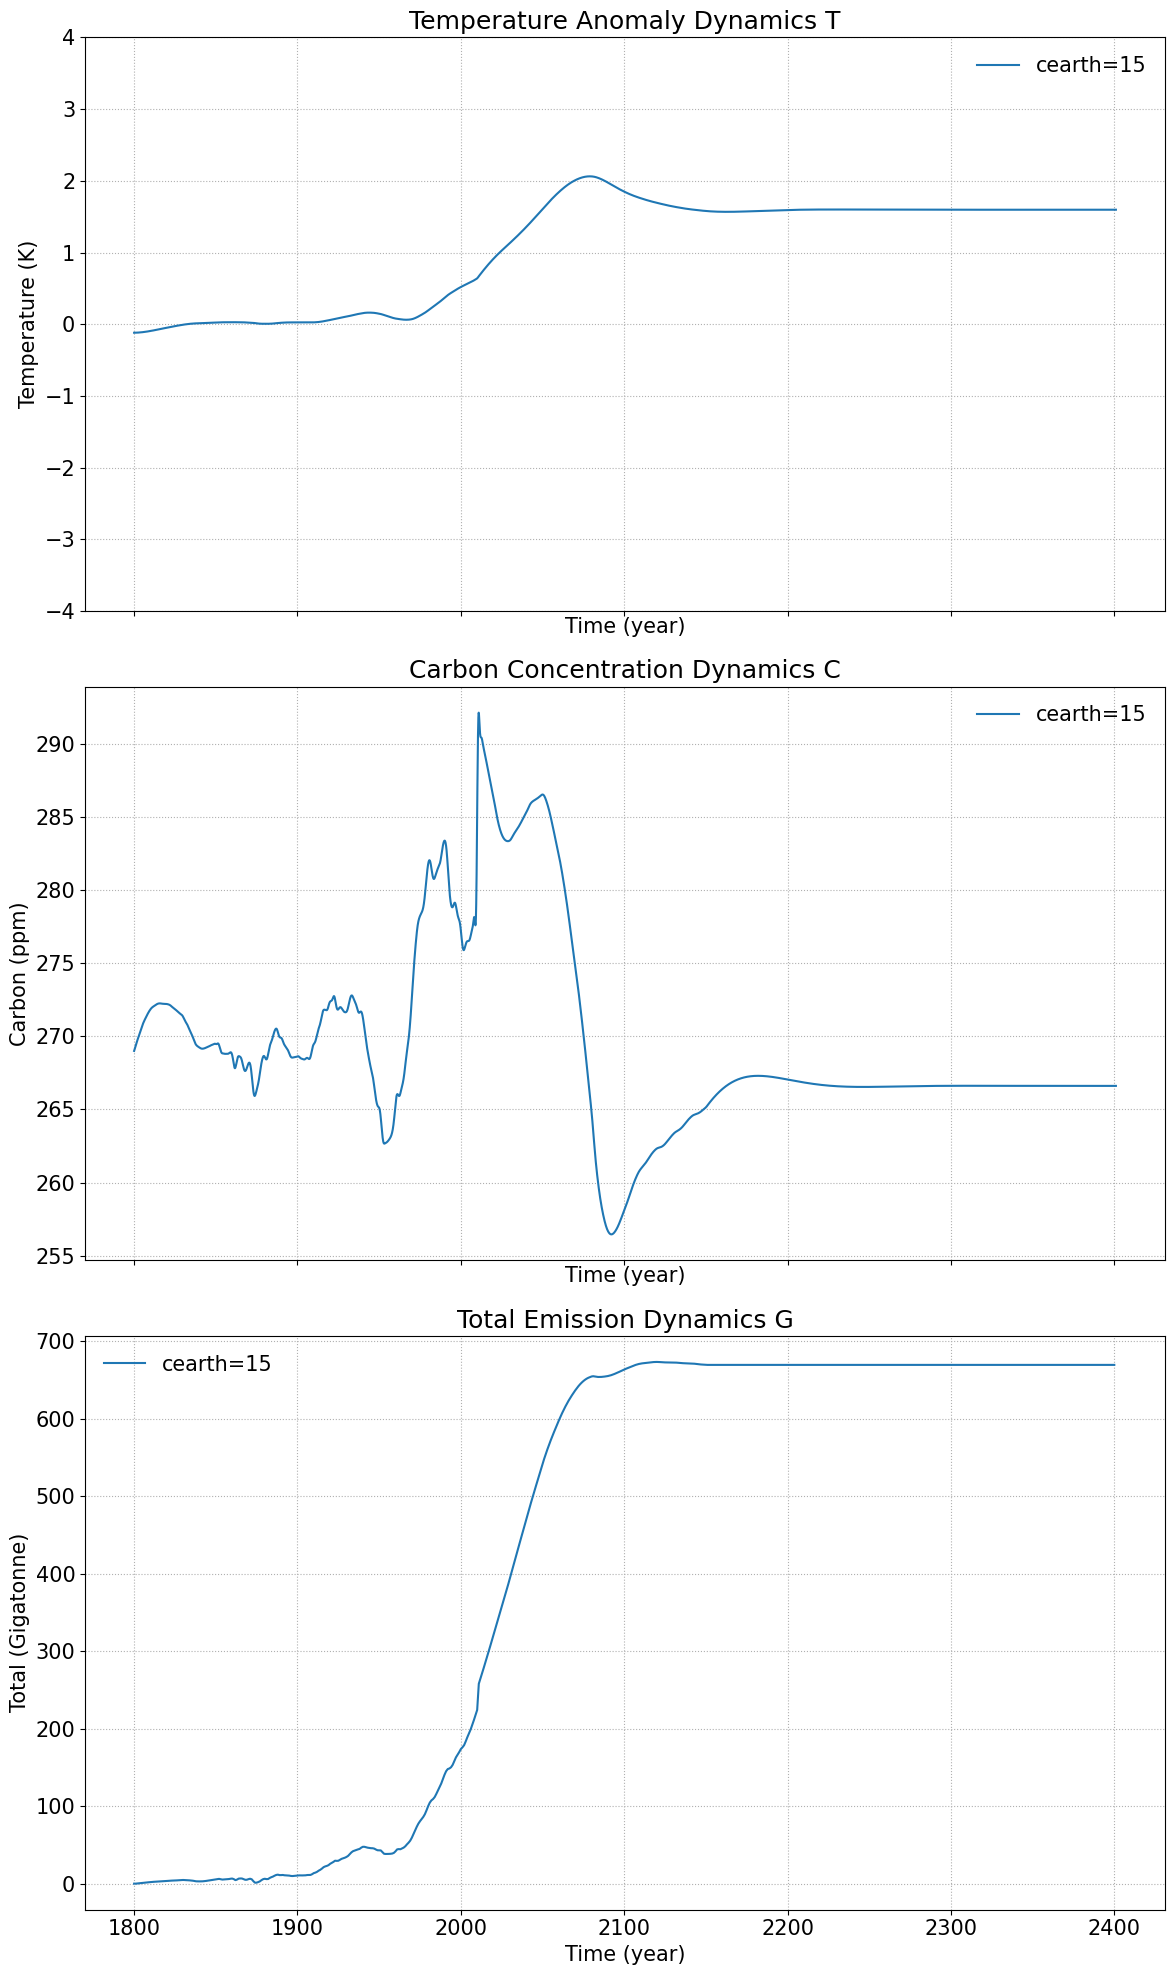 Temperature Anomaly Dynamics T
4
3
2
1
0
−1
−2
−3
−4
Temperature (K)
cearth=15
Time (year)
Carbon Concentration Dynamics C
290
285
280
275
270
265
260
255
Carbon (ppm)
cearth=15
Time (year)
Total Emission Dynamics G
700
600
500
400
300
200
100
0
Total (Gigatonne)
cearth=15
1800 1900 2000 2100 2200 2300 2400
Time (year)